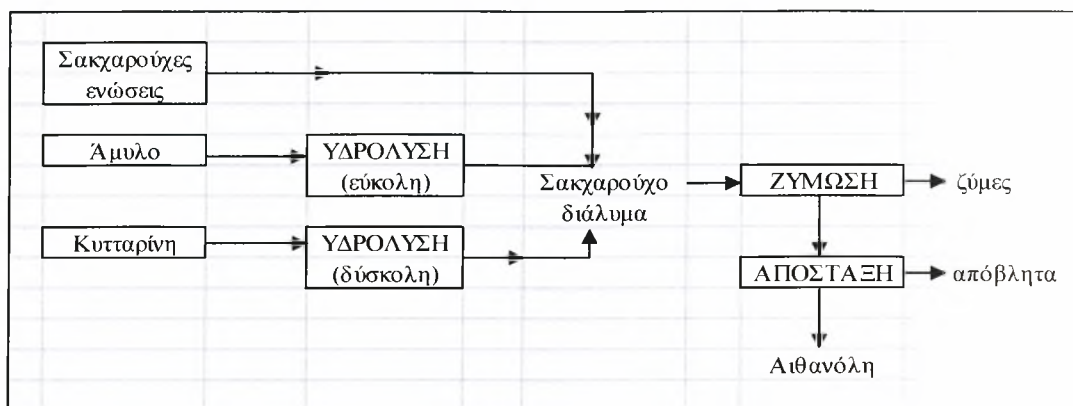 Σακχαρούχες
ενώσεις
Άμυλο
ΥΔΡΟΛΥΣΗ
(εύκολη)
Κυτταρίνη
ΥΔΡΟΛΥΣΗ
(δύσκολη)
Σακχαρούχο
διάλυμα
ΖΥΜΩΣΗ
ζύμες
ΑΠΟΣΤΑΞΗ
απόβλητα
Αιθανόλη